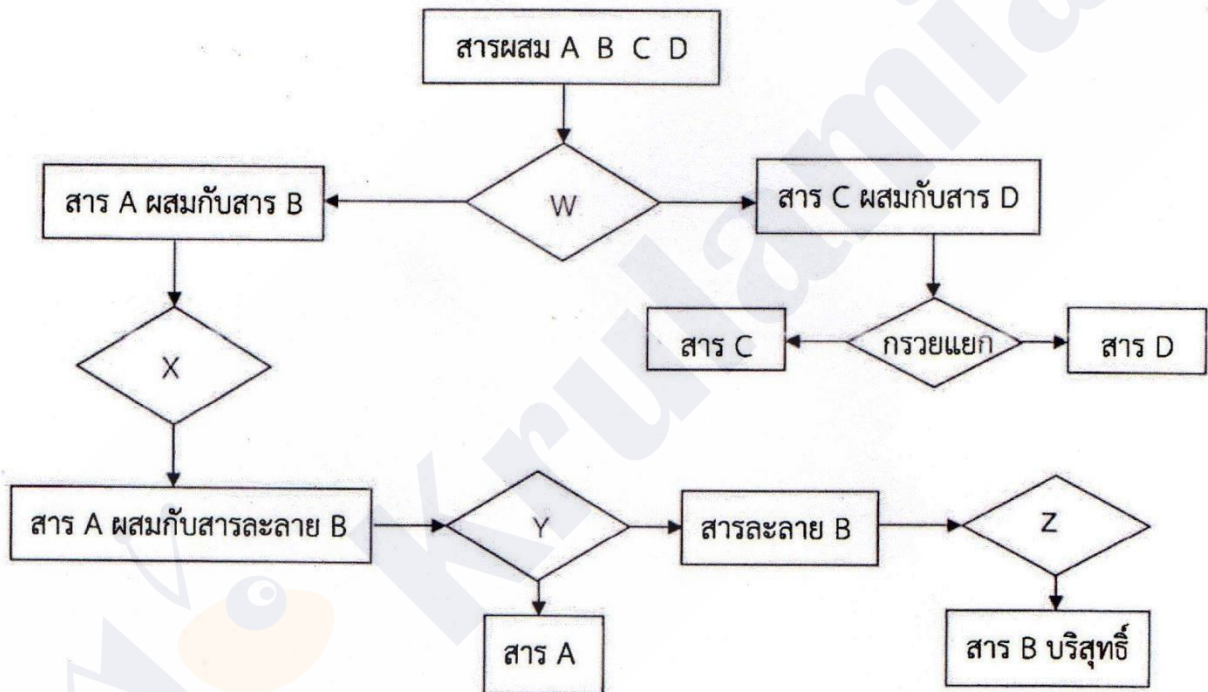 สารผสม A B C D
W
สาร A ผสมกับสาร B
สาร C ผสมกับสาร D
X
สาร C
กรวยแยก
สาร D
สาร A ผสมกับสารละลาย B
Y
สารละลาย B
Z
สาร A
สาร B บริสุทธิ์
Krulamia